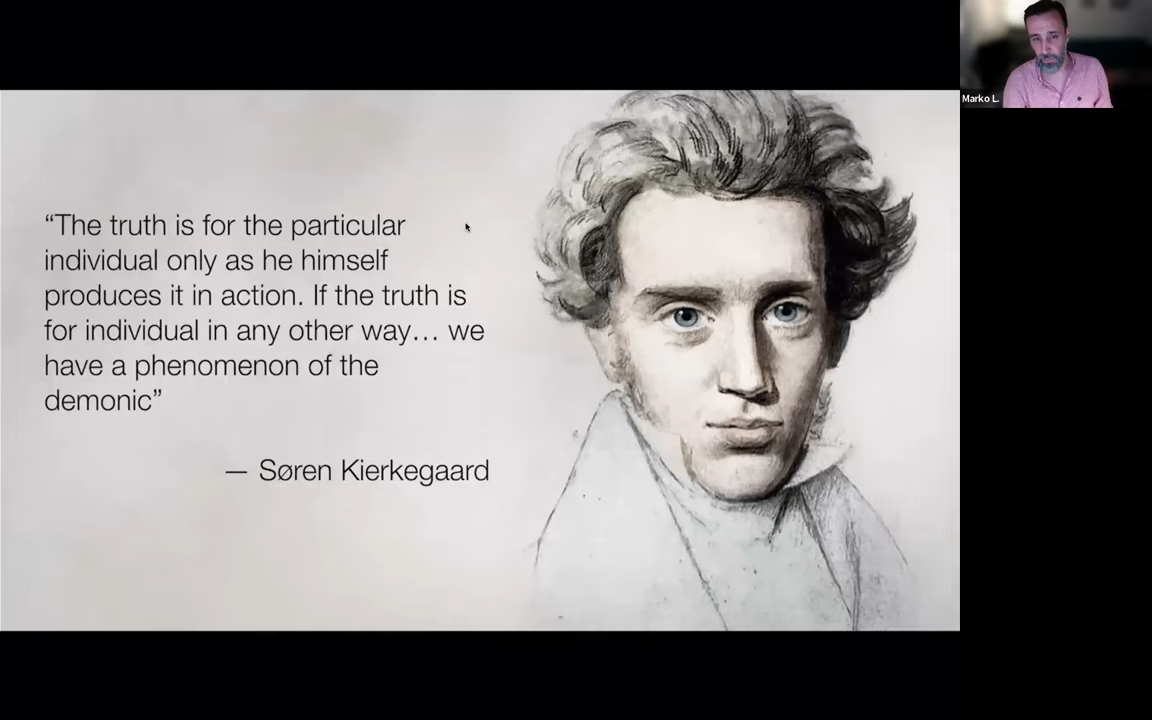 “The truth is for the particular
individual only as he himself
produces it in action. If the truth is
for individual in any other way… we
have a phenomenon of the
demonic”
— Søren Kierkegaard
Marko L.